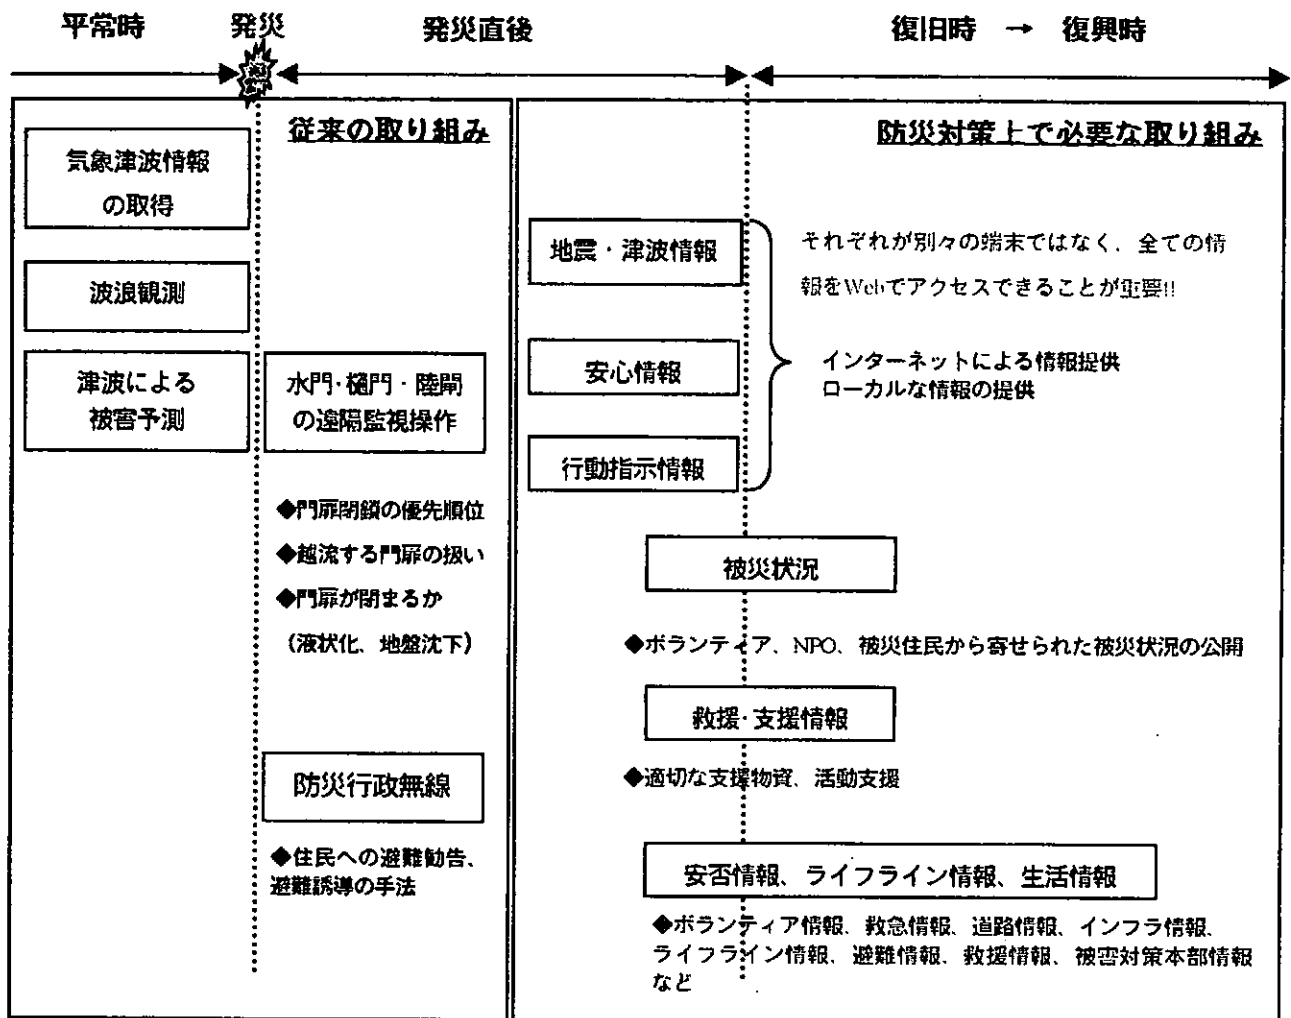 平常時
発災
発災直後
復旧時 → 復興時
従来の取り組み
気象津波情報
の取得
波浪観測
津波による
被害予測
水門・樋門・陸閘
の遠隔監視操作
◆門扉閉鎖の優先順位
◆越流する門扉の扱い
◆門扉が閉まるか
(液状化、地盤沈下)
防災行政無線
◆住民への避難勧告、
避難誘導の手法
防災対策上で必要な取り組み
地震・津波情報
安心情報
行動指示情報
それぞれが別々の端末ではなく、全ての情
報をWebでアクセスできることが重要!!
インターネットによる情報提供
ローカルな情報の提供
被災状況
◆ボランティア、NPO、被災住民から寄せられた被災状況の公開
救援・支援情報
◆適切な支援物資、活動支援
安否情報、ライフライン情報、生活情報
◆ボランティア情報、救急情報、道路情報、インフラ情報、
ライフライン情報、避難情報、救援情報、被害対策本部情報
など